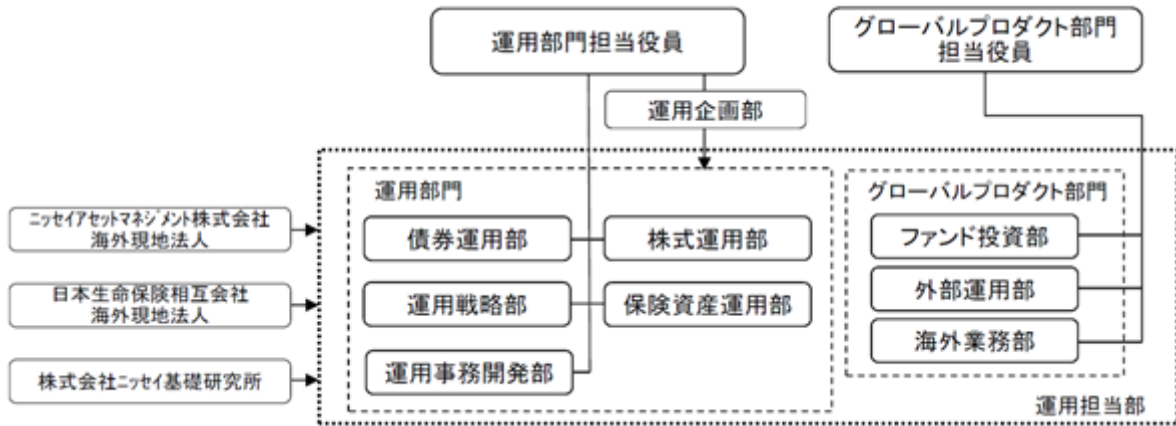 運用部門担当役員
グローバルプロダクト部門
担当役員
運用企画部
運用部門
グローバルプロダクト部門
ニッセイアセットマネジメント株式会社
海外現地法人
債券運用部
株式運用部
ファンド投資部
日本生命保険相互会社
海外現地法人
運用戦略部
保険資産運用部
外部運用部
株式会社ニッセイ基礎研究所
運用事務開発部
海外業務部
運用担当部